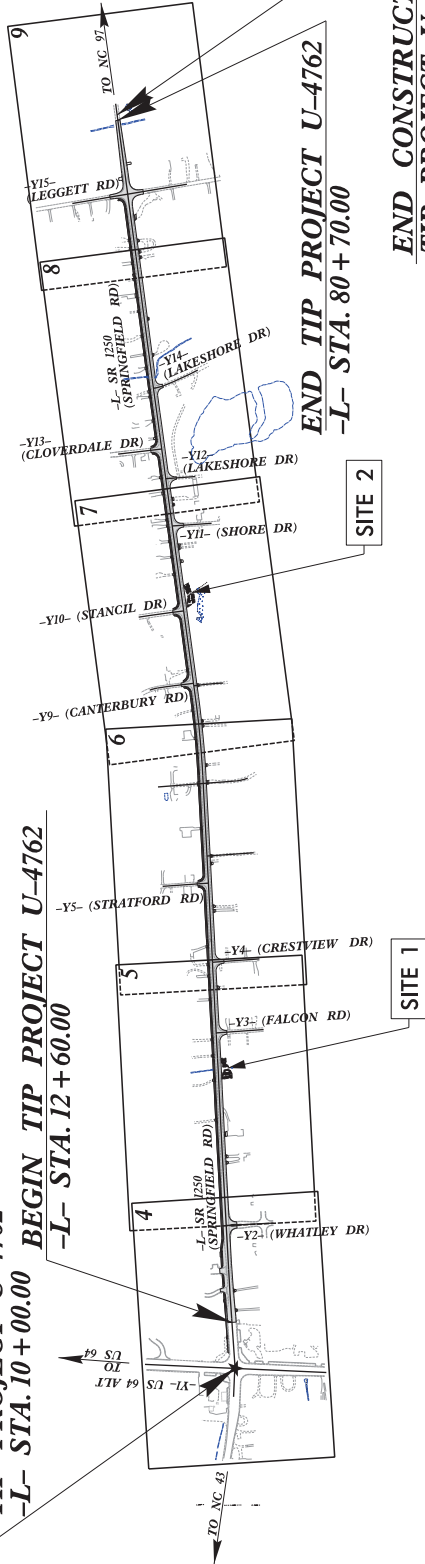 TIP PROJECT U-4762
-L- STA. 10+00.00
BEGIN TIP PROJECT U-4762
-L- STA. 12+60.00
END TIP PROJECT U-4762
-L- STA. 80+70.00
END CONSTRUCT
TIP PROJECT U
TO NC 43
TO
US 64
-Y1- US 64 ALT
4
-L- SR 1250
(SPRINGFIELD RD)
-Y2- (WHATLEY DR)
SITE 1
-Y3- (FALCON RD)
5
-Y4- (CRESTVIEW DR)
-Y5- (STRATFORD RD)
6
-Y9- (CANTERBURY RD)
-Y10- (STANCIL DR)
SITE 2
7
-Y11- (SHORE DR)
-Y12-
(LAKESHORE DR)
-Y13-
(CLOVERDALE DR)
-Y14-
(LAKESHORE DR)
-L- SR 1250
(SPRINGFIELD RD)
8
-Y15-
(LEGGETT RD)
9
TO NC 97